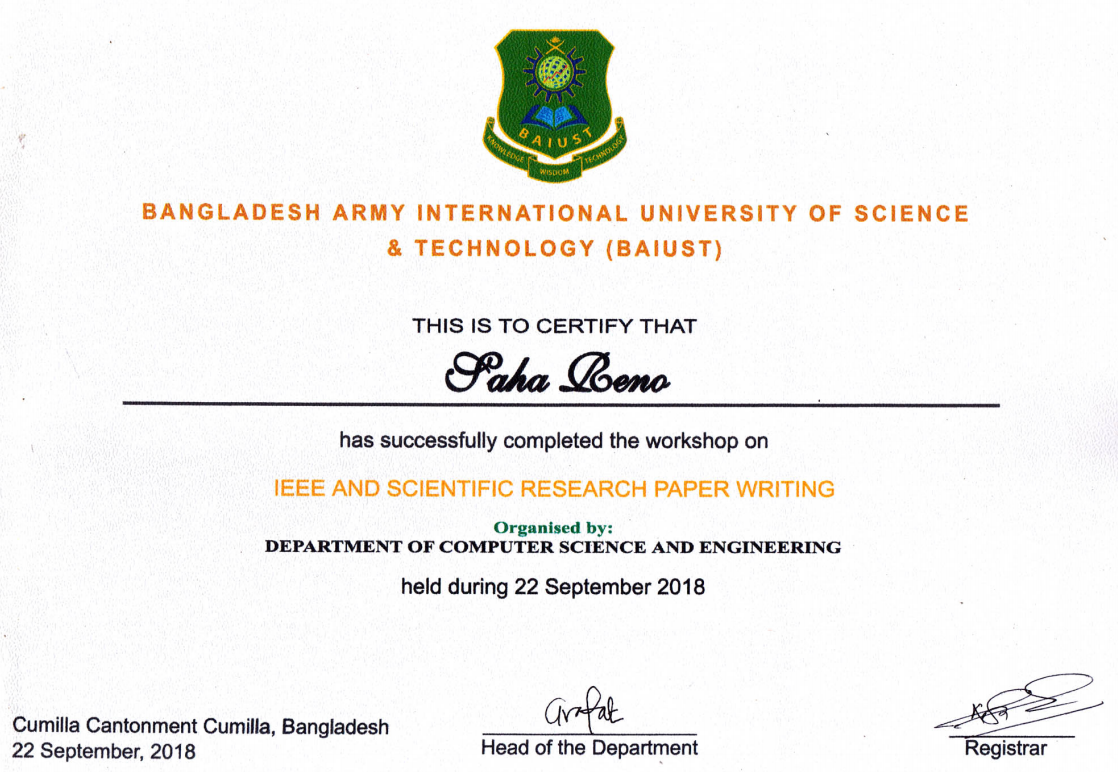 BAIUST
KNOWLEDGE
WISDOM
TECHNOLOGY
BANGLADESH ARMY INTERNATIONAL UNIVERSITY OF SCIENCE
& TECHNOLOGY (BAIUST)
THIS IS TO CERTIFY THAT
Saha Reno
has successfully completed the workshop on
IEEE AND SCIENTIFIC RESEARCH PAPER WRITING
Organised by:
DEPARTMENT OF COMPUTER SCIENCE AND ENGINEERING
held during 22 September 2018
Arafat
Cumilla Cantonment Cumilla, Bangladesh
22 September, 2018
Head of the Department
Registrar